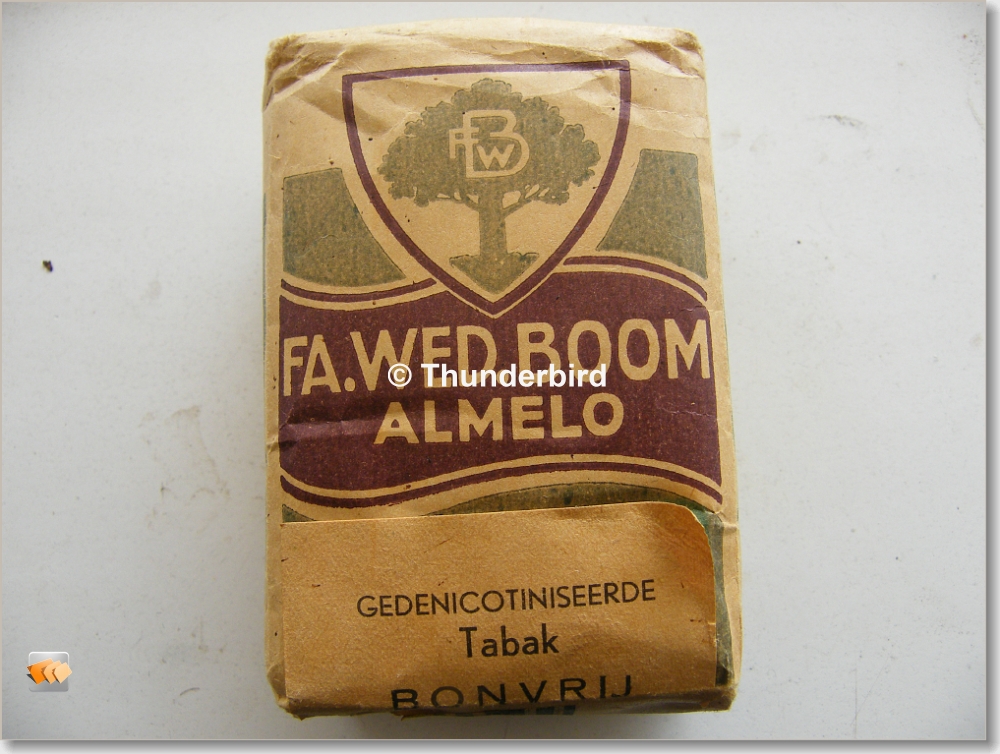 FBW
FA.WED.BOOM
© Thunderbird
ALMELO
GEDENICOTINISEERDE
Tabak
BONVRIJ